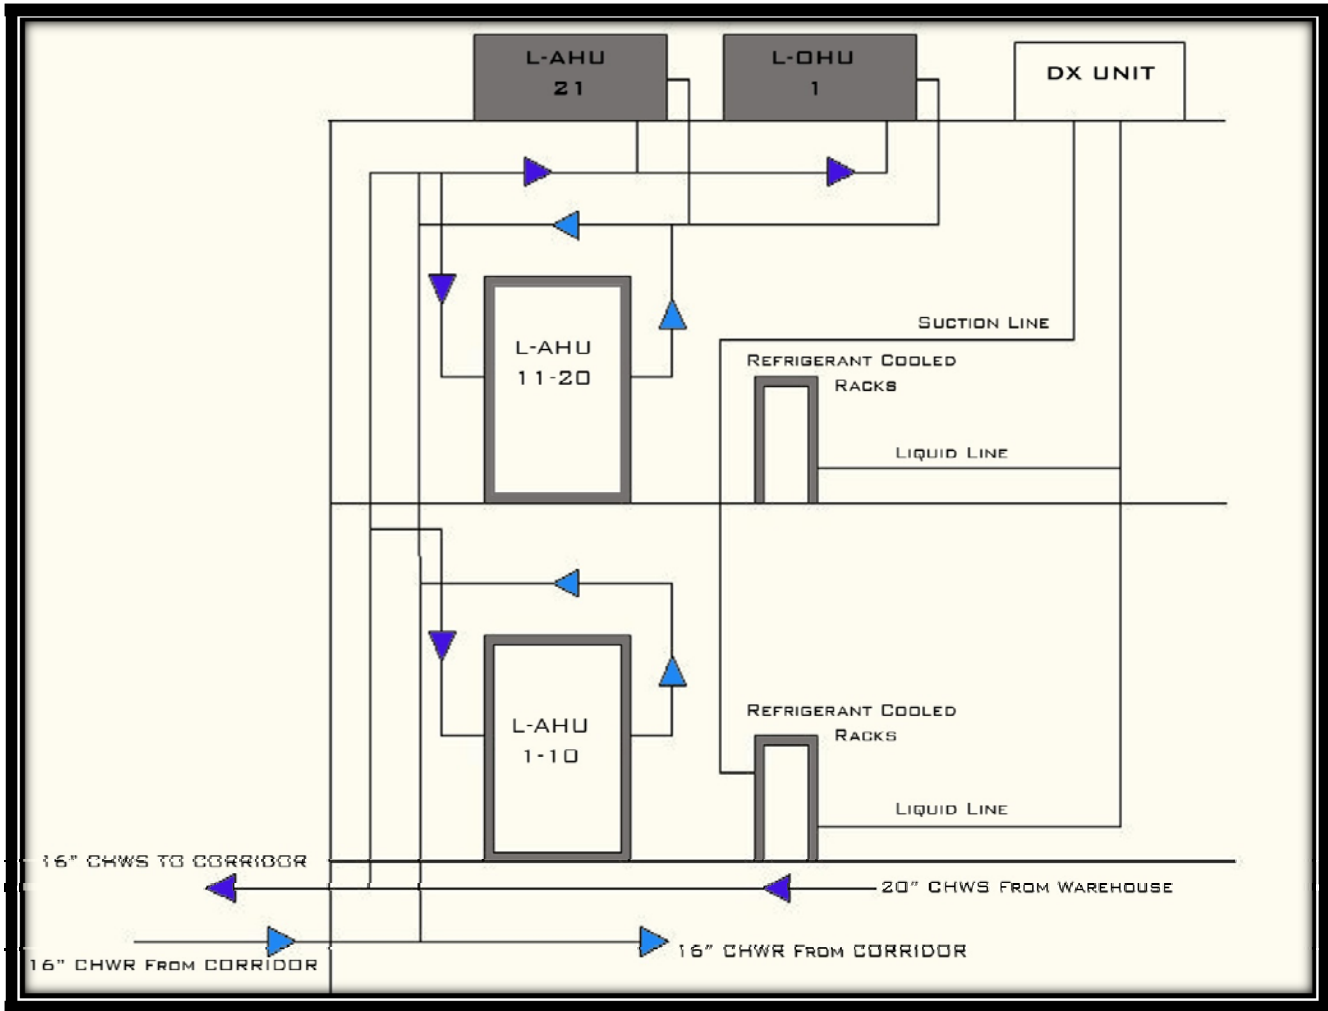 L-AHU
21
L-OHU
1
DX UNIT
SUCTION LINE
REFRIGERANT COOLED
RACKS
L-AHU
11-20
LIQUID LINE
REFRIGERANT COOLED
RACKS
L-AHU
1-10
LIQUID LINE
16" CHWS TO CORRIDOR
20" CHWS FROM WAREHOUSE
16" CHWR FROM CORRIDOR
16" CHWR FROM CORRIDOR